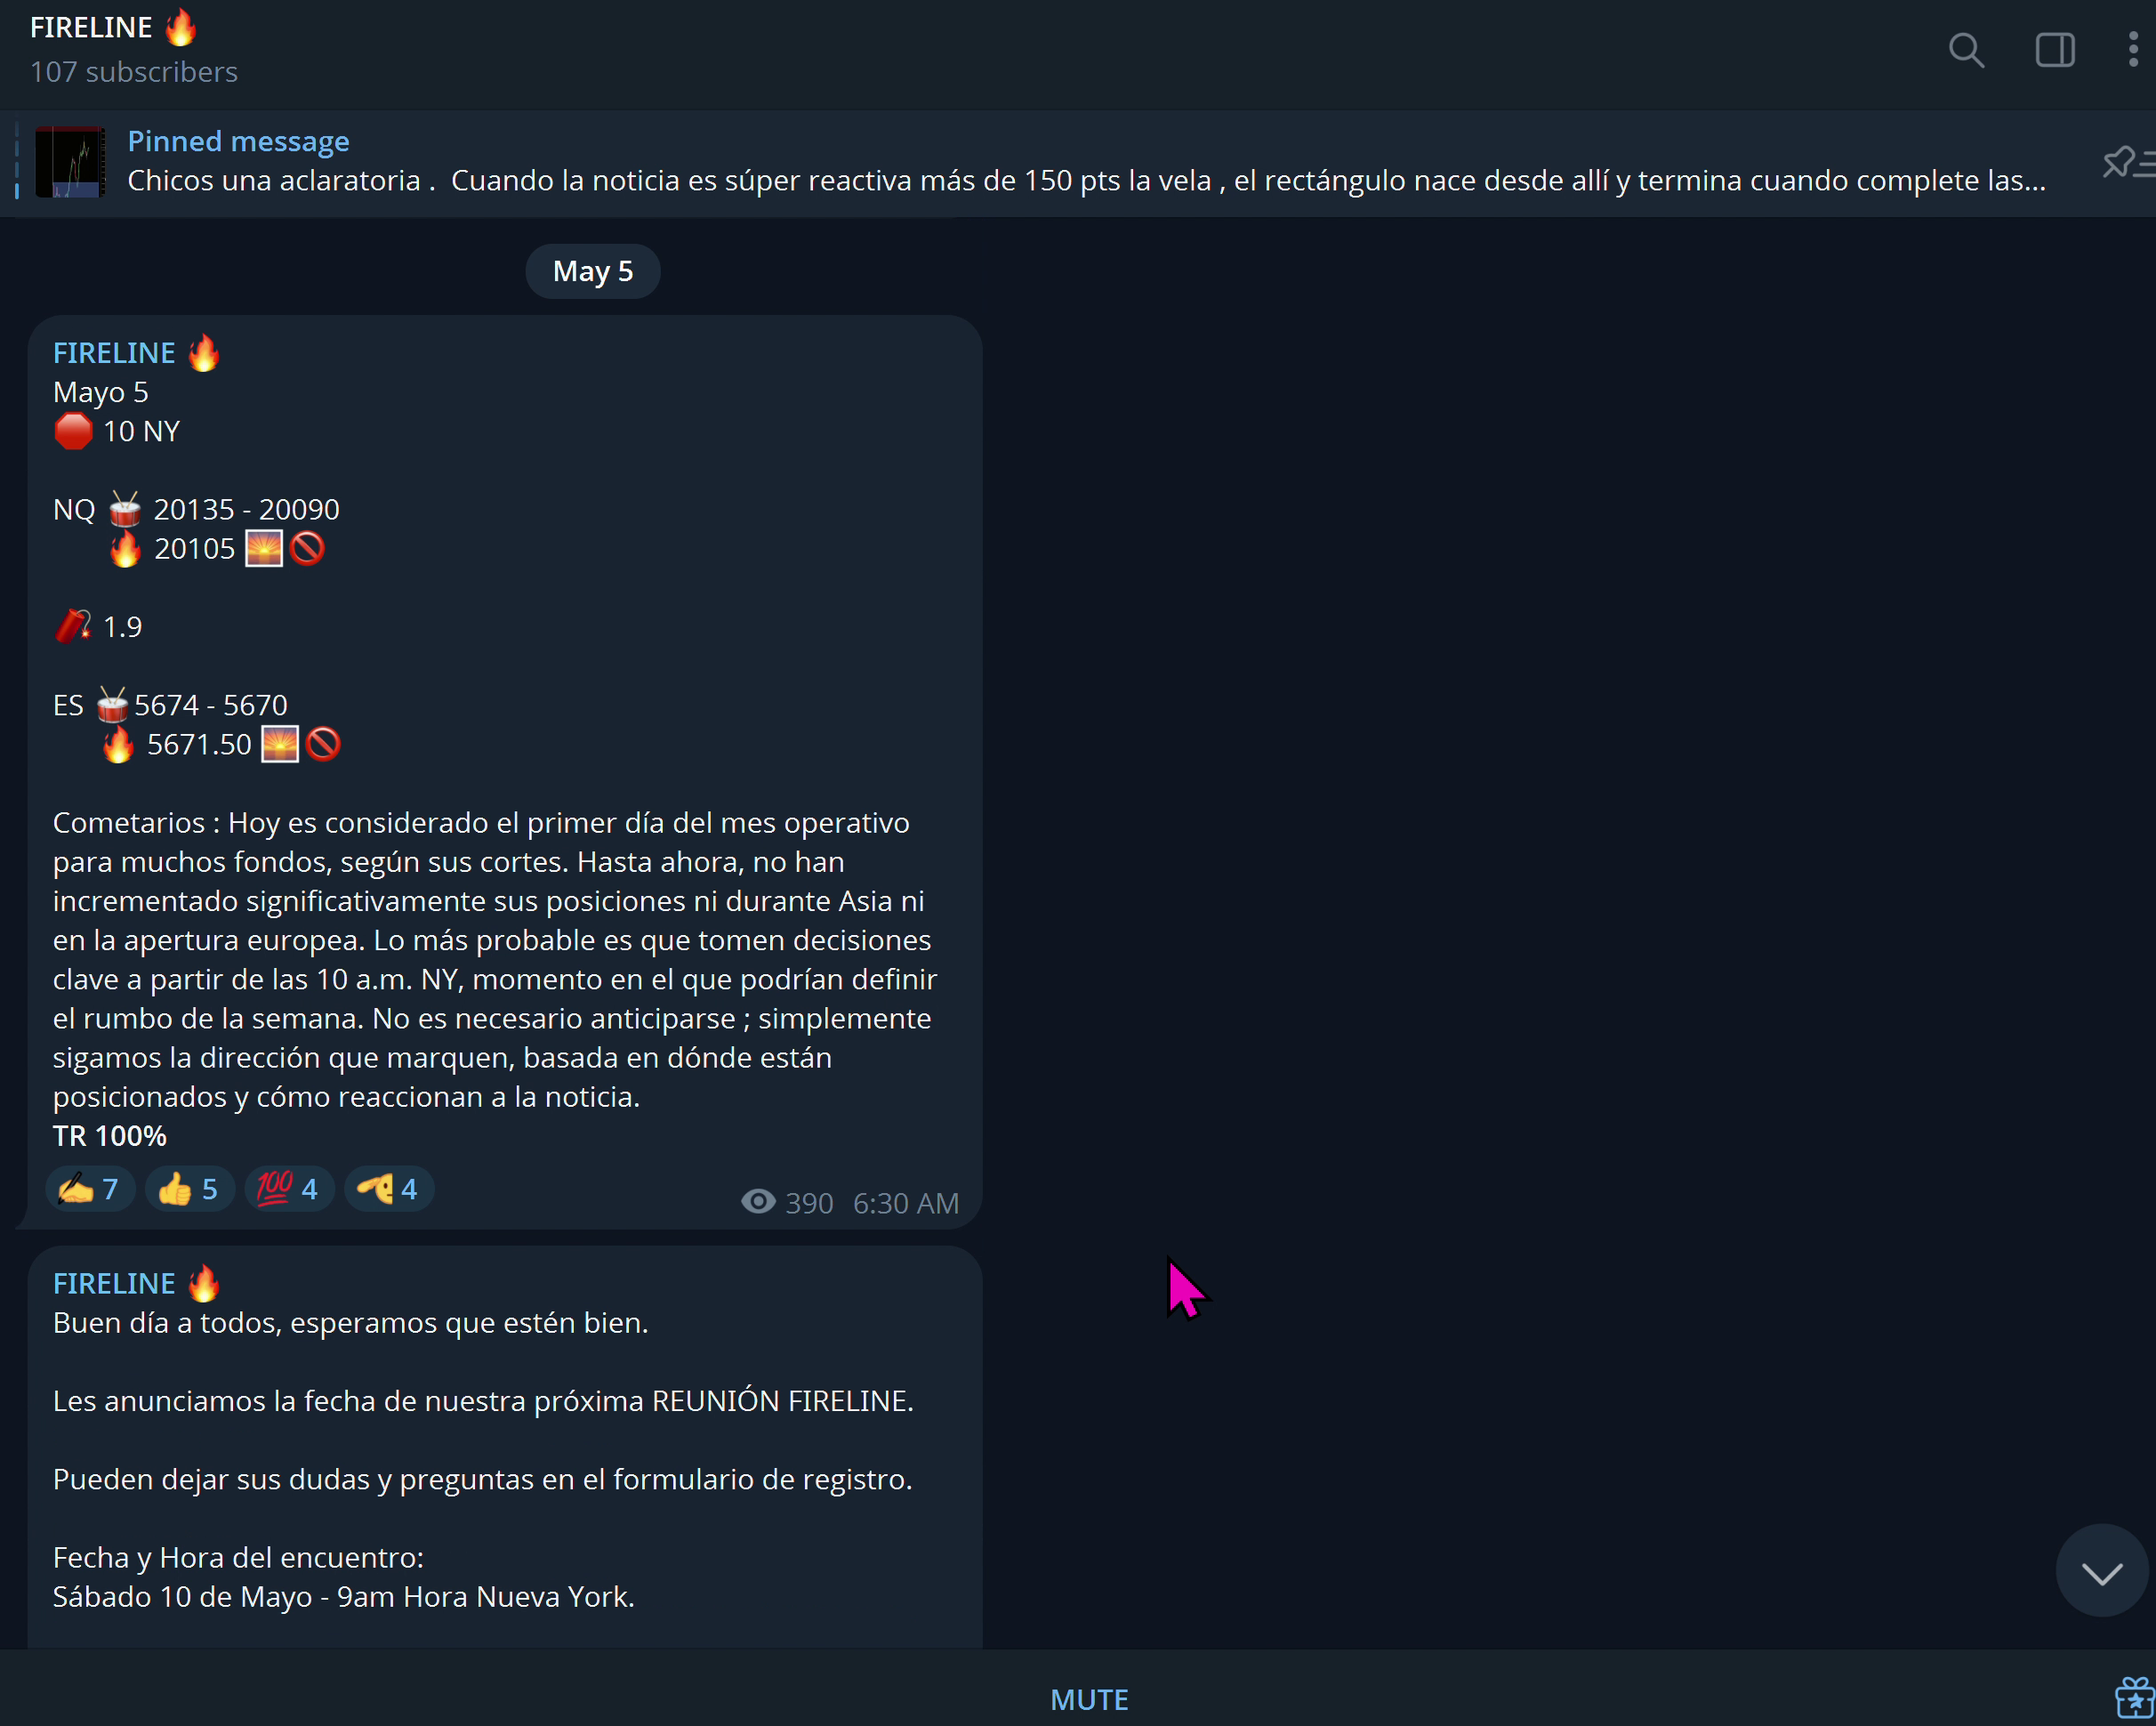 FIRELINE 🔥
107 subscribers
Pinned message
Chicos una aclaratoria .  Cuando la noticia es súper reactiva más de 150 pts la vela , el rectángulo nace desde allí y termina cuando complete las...
May 5
FIRELINE 🔥
Mayo 5
🛑 10 NY
NQ 🥁 20135 - 20090
🔥 20105 🌅🚫
🧨 1.9
ES 🥁5674 - 5670
🔥 5671.50 🌅🚫
Cometarios : Hoy es considerado el primer día del mes operativo
para muchos fondos, según sus cortes. Hasta ahora, no han
incrementado significativamente sus posiciones ni durante Asia ni
en la apertura europea. Lo más probable es que tomen decisiones
clave a partir de las 10 a.m. NY, momento en el que podrían definir
el rumbo de la semana. No es necesario anticiparse ; simplemente
sigamos la dirección que marquen, basada en dónde están
posicionados y cómo reaccionan a la noticia.
TR 100%
✍ 7 👍 5 💯 4 🫡 4
390 6:30 AM
FIRELINE 🔥
Buen día a todos, esperamos que estén bien.
Les anunciamos la fecha de nuestra próxima REUNIÓN FIRELINE.
Pueden dejar sus dudas y preguntas en el formulario de registro.
Fecha y Hora del encuentro:
Sábado 10 de Mayo - 9am Hora Nueva York.
MUTE